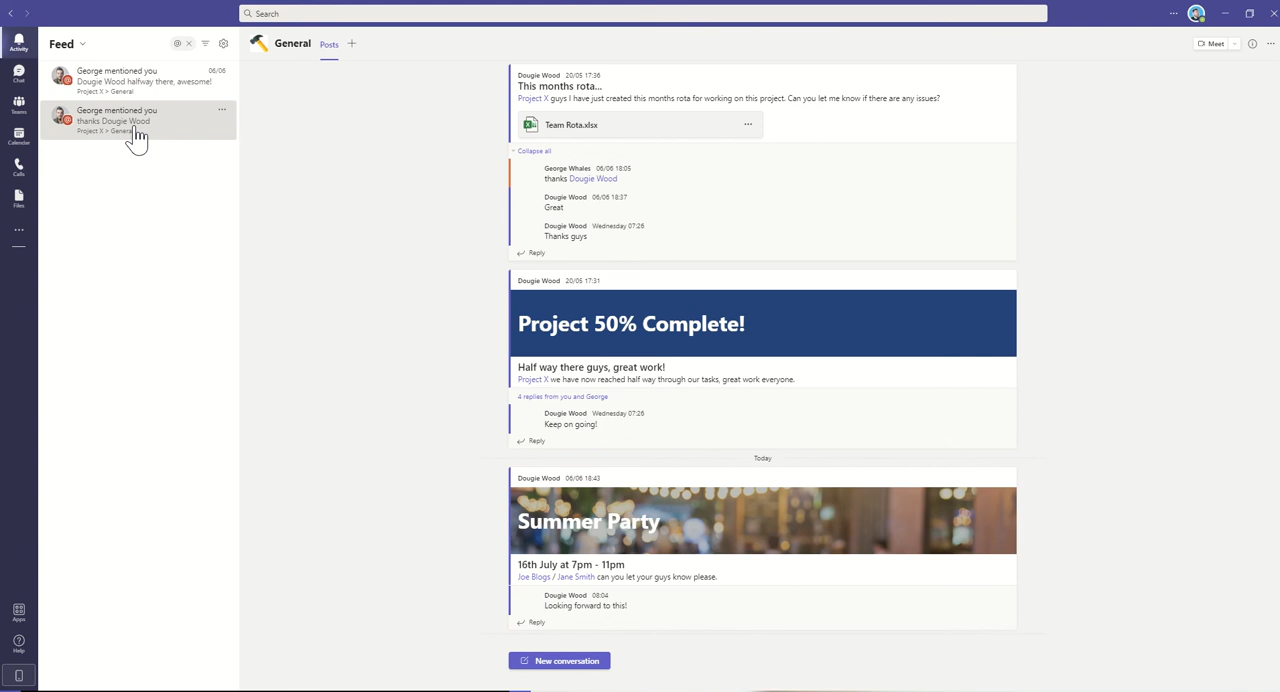 Search
Activity
Chat
Teams
Calendar
Calls
Files
Apps
Help
Feed
George mentioned you 06/06
Dougie Wood halfway there, awesome!
Project X > General
George mentioned you
thanks Dougie Wood
Project X > General
General Posts
Meet
Dougie Wood 20/05 17:36
This months rota...
Project X guys I have just created this months rota for working on this project. Can you let me know if there are any issues?
Team Rota.xlsx
Collapse all
George Whales 06/06 18:05
thanks Dougie Wood
Dougie Wood 06/06 18:37
Great
Dougie Wood Wednesday 07:26
Thanks guys
Reply
Dougie Wood 20/05 17:31
Project 50% Complete!
Half way there guys, great work!
Project X we have now reached half way through our tasks, great work everyone.
4 replies from you and George
Dougie Wood Wednesday 07:26
Keep on going!
Reply
Today
Dougie Wood 06/06 18:43
Summer Party
16th July at 7pm - 11pm
Joe Blogs / Jane Smith can you let your guys know please.
Dougie Wood 08:04
Looking forward to this!
Reply
New conversation